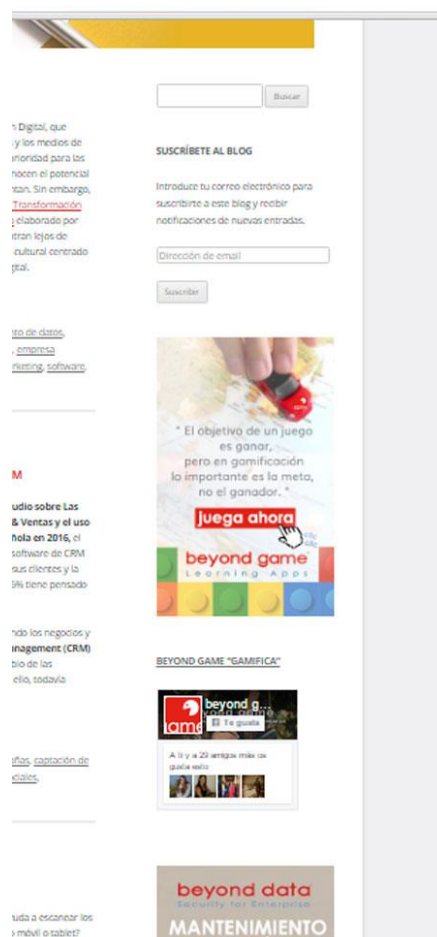 n Digital, que
y los medios de
rioridad para las
nocen el potencial
ntan. Sin embargo,
Transformación
elaborado por
tran lejos de
cultural centrado
gital.
nto de datos,
, empresa
rketing, software.
M
udio sobre Las
& Ventas y el uso
ñola en 2016, el
software de CRM
sus clientes y la
6% tiene pensado
ndo los negocios y
anagement (CRM)
bio de las
ello, todavía
ñas, captación de
ociales,
uda a escanear los
o móvil o tablet?
Buscar
SUSCRÍBETE AL BLOG
Introduce tu correo electrónico para
suscribirte a este blog y recibir
notificaciones de nuevas entradas.
Dirección de email
Suscribir
" El objetivo de un juego
es ganar,
pero en gamificación
lo importante es la meta,
no el ganador. "
juega ahora
beyond game
Learning Apps
BEYOND GAME "GAMIFICA"
beyond g...
Te gusta
A ti y a 29 amigos más os
gusta esto
beyond data
Security for Enterprise
MANTENIMIENTO